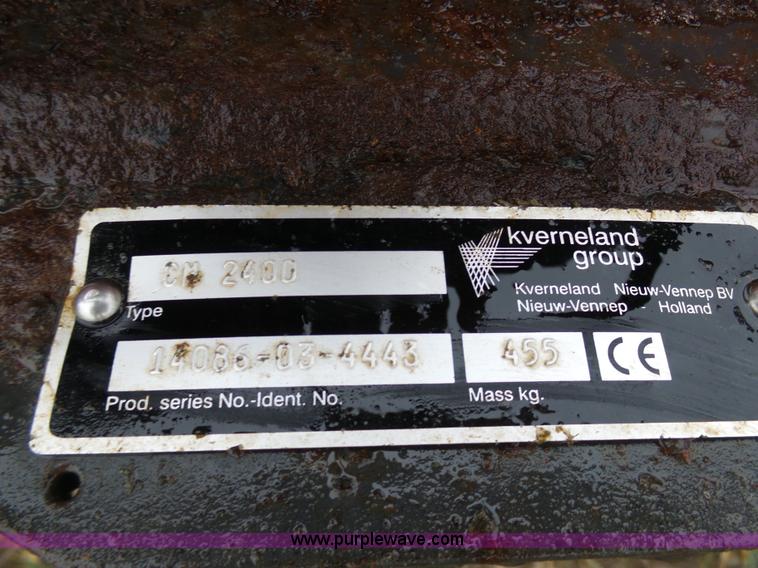 kverneland
group
Kverneland Nieuw-Vennep BV
Nieuw-Vennep - Holland
CM 2400
Type
14086-03-4443
455
CE
Prod. series No.-Ident. No.
Mass kg.
www.purplewave.com